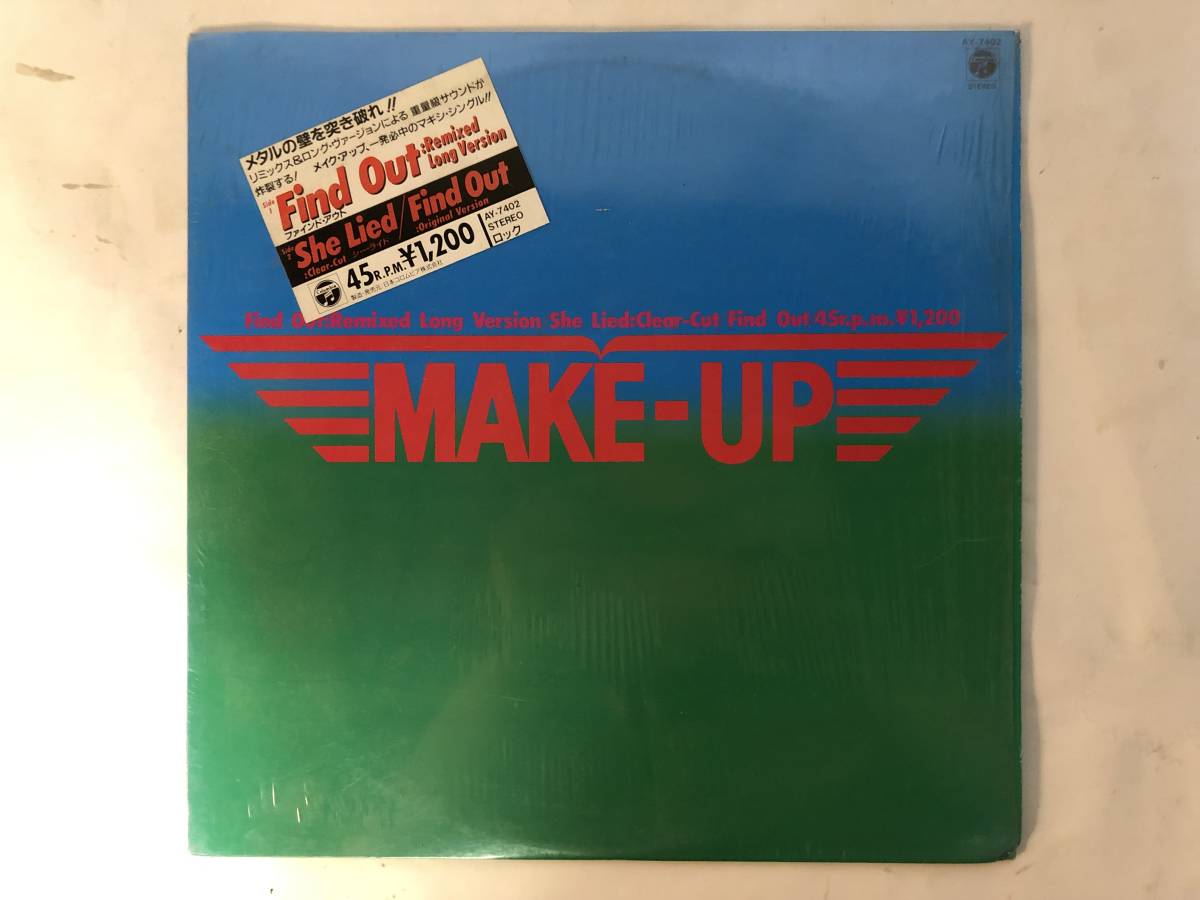 AY-7402
Columbia
STEREO
メタルの壁を突き破れ!!
リミックス&ロング・ヴァージョンによる 重量級サウンドが
炸裂する! メイク・アップ、一発必中のマキシ・シングル!!
Side 1
Find Out :Remixed Long Version
ファインド・アウト
Side 2
She Lied/Find Out
:Clear-Cut シー・ライド :Original Version
Columbia
45R.P.M. ¥1,200
AY-7402
STEREO
ロック
製造・発売元・日本コロムビア株式会社
Find Out:Remixed Long Version She Lied:Clear-Cut Find Out 45r.p.m.¥1,200
MAKE-UP